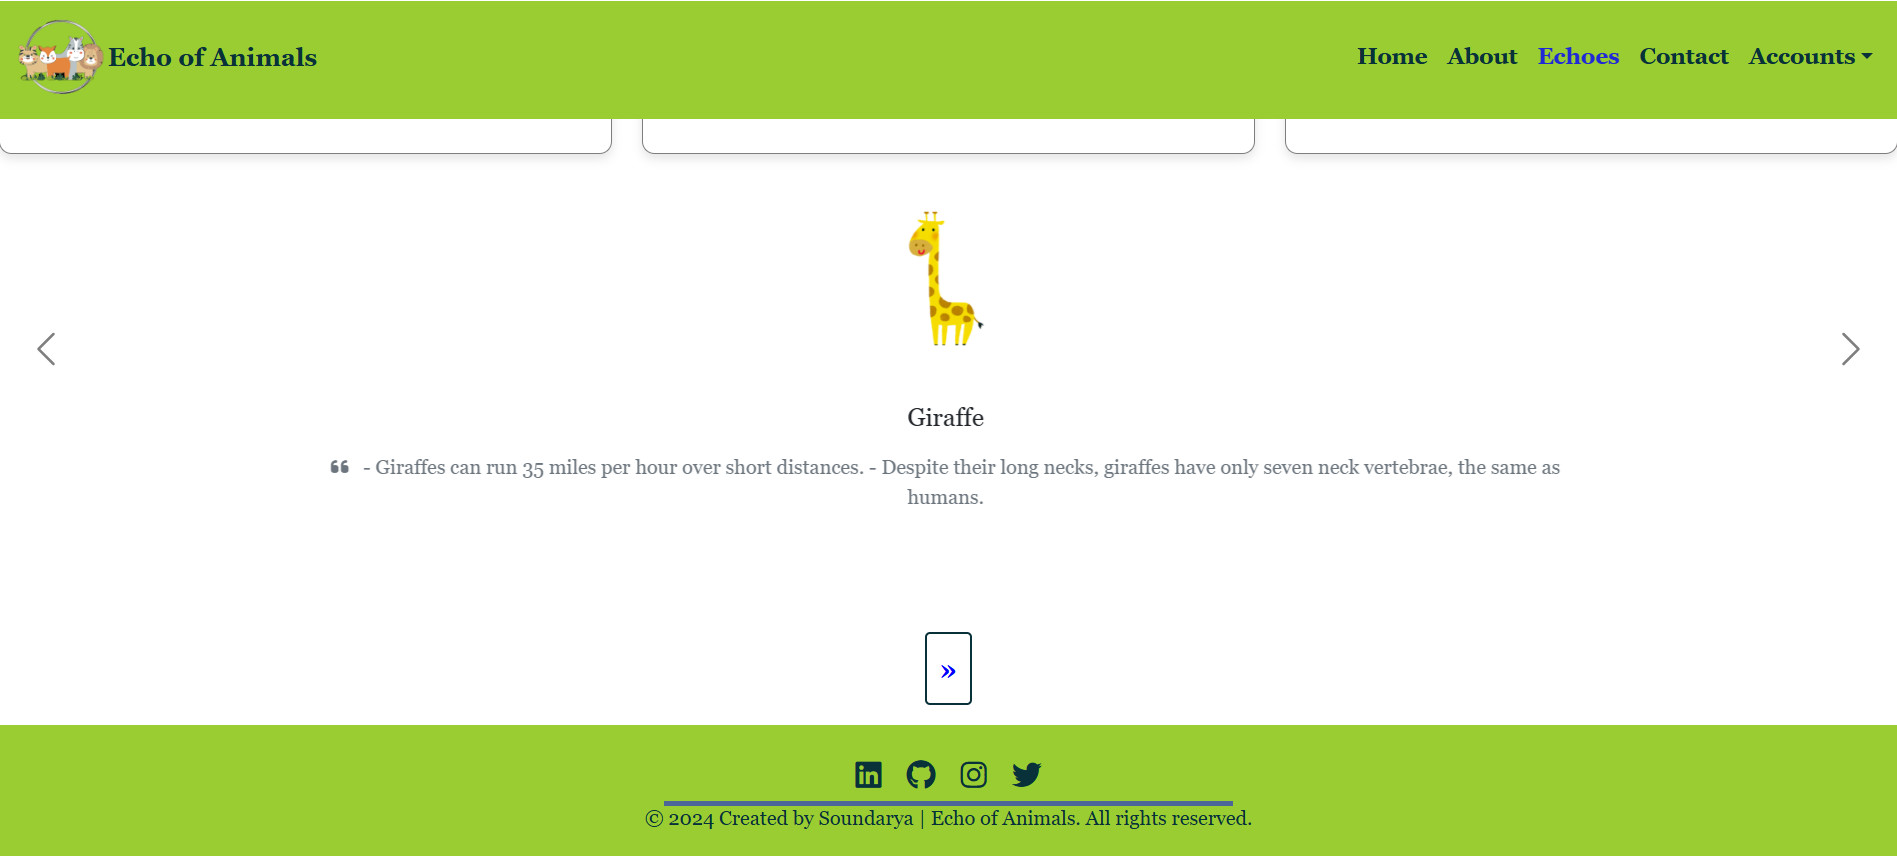 Echo of Animals
Home About Echoes Contact Accounts
Giraffe
❝ - Giraffes can run 35 miles per hour over short distances. - Despite their long necks, giraffes have only seven neck vertebrae, the same as
humans.
»
© 2024 Created by Soundarya | Echo of Animals. All rights reserved.